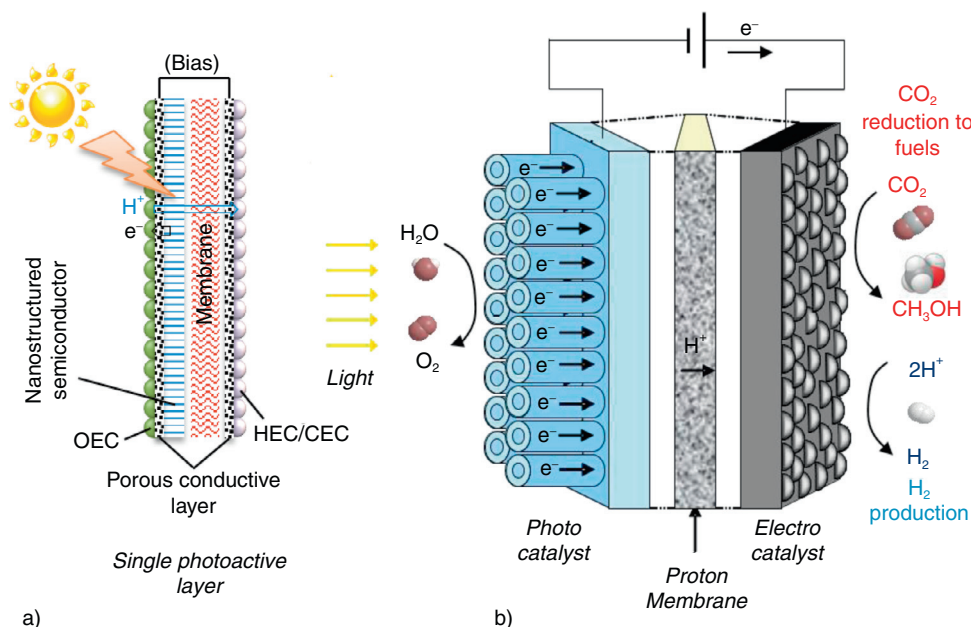 (Bias)
H+
e−
Membrane
Nanostructured
semiconductor
OEC
HEC/CEC
Porous conductive
layer
Single photoactive
layer
a)
Light
H2O
O2
e−
e−
e−
e−
e−
e−
e−
e−
e−
e−
e−
e−
H+
Photo
catalyst
Proton
Membrane
Electro
catalyst
CO2
reduction to
fuels
CO2
CH3OH
2H+
H2
H2
production
b)